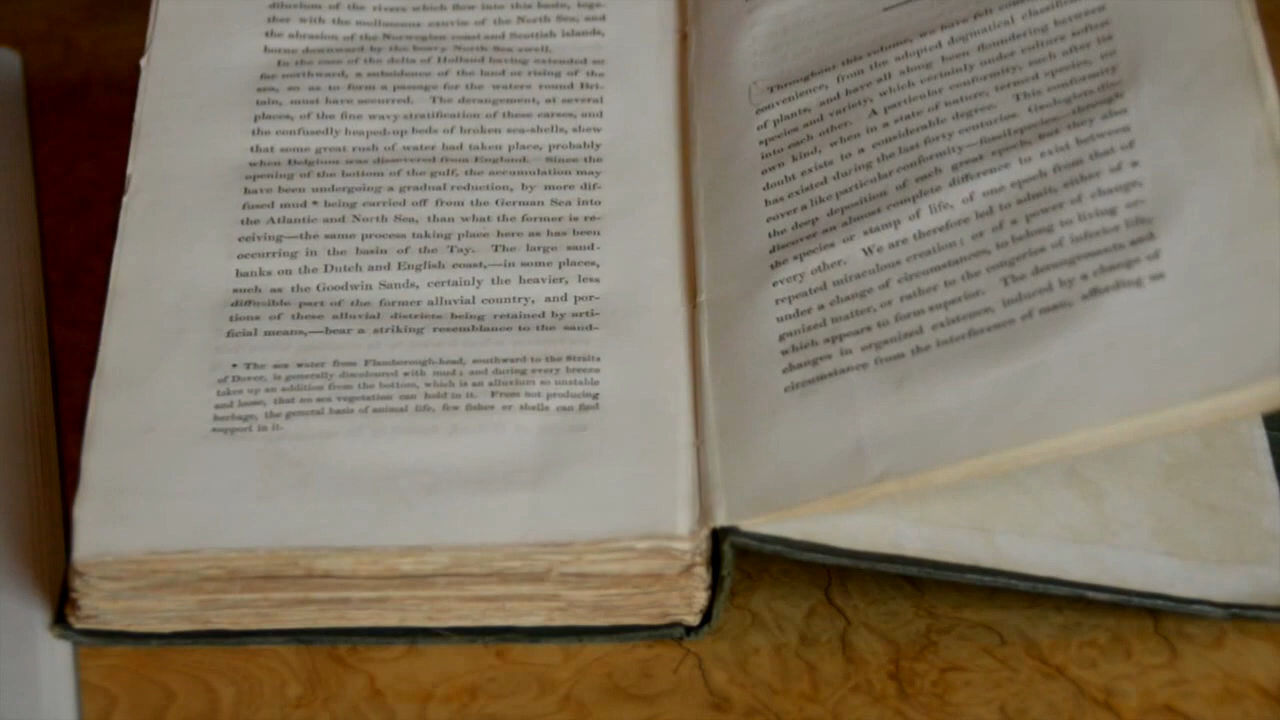 diluvium of the rivers which flow into this basin, toge-
ther with the molluscous exuviæ of the North Sea, and
the abrasion of the Norwegian coast and Scottish islands,
borne downward by the heavy North Sea swell.
In the case of the delta of Holland having extended so
far northward, a subsidence of the land or rising of the
sea, so as to form a passage for the waters round Bri-
tain, must have occurred. The derangement, at several
places, of the fine wavy stratification of these carses, and
the confusedly heaped-up beds of broken sea-shells, shew
that some great rush of water had taken place, probably
when Belgium was dissevered from England. Since the
opening of the bottom of the gulf, the accumulation may
have been undergoing a gradual reduction, by more dif-
fused mud * being carried off from the German Sea into
the Atlantic and North Sea, than what the former is re-
ceiving—the same process taking place here as has been
occurring in the basin of the Tay. The large sand-
banks on the Dutch and English coast,—in some places,
such as the Goodwin Sands, certainly the heavier, less
diffusible part of the former alluvial country, and por-
tions of these alluvial districts being retained by arti-
ficial means,—bear a striking resemblance to the sand-
* The sea water from Flamborough-head, southward to the Straits
of Dover, is generally discoloured with mud; and during every breeze
takes up an addition from the bottom, which is an alluvium so unstable
and loose, that no sea vegetation can hold in it. From not producing
herbage, the general basis of animal life, few fishes or shells can find
support in it.
Throughout this volume, we have felt
convenience, from the adopted dogmatical classification
of plants, and have all along been floundering between
species and variety, which certainly under culture soften
into each other. A particular conformity, each after its
own kind, when in a state of nature, termed species, no
doubt exists to a considerable degree. This conformity
has existed during the last forty centuries. Geologists dis-
cover a like particular conformity—fossil species—through
the deep deposition of each great epoch, but they also
discover an almost complete difference to exist between
the species or stamp of life, of one epoch from that of
every other. We are therefore led to admit, either of a
repeated miraculous creation; or of a power of change,
under a change of circumstances, to belong to living or-
ganized matter, or rather to the congeries of inferior life,
which appears to form superior. The derangements and
changes in organized existence, induced by a change of
circumstance from the interference of man, affording us